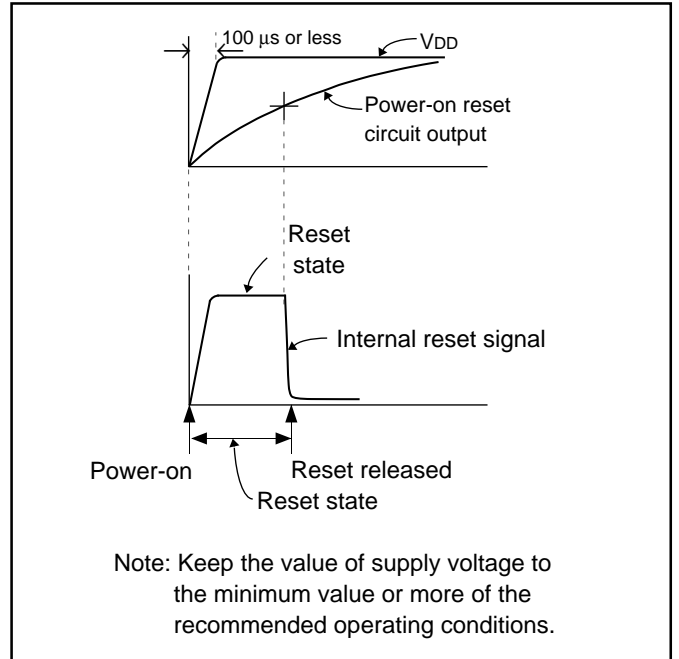 100 µs or less
VDD
Power-on reset
circuit output
Reset
state
Internal reset signal
Power-on
Reset released
Reset state
Note: Keep the value of supply voltage to
the minimum value or more of the
recommended operating conditions.